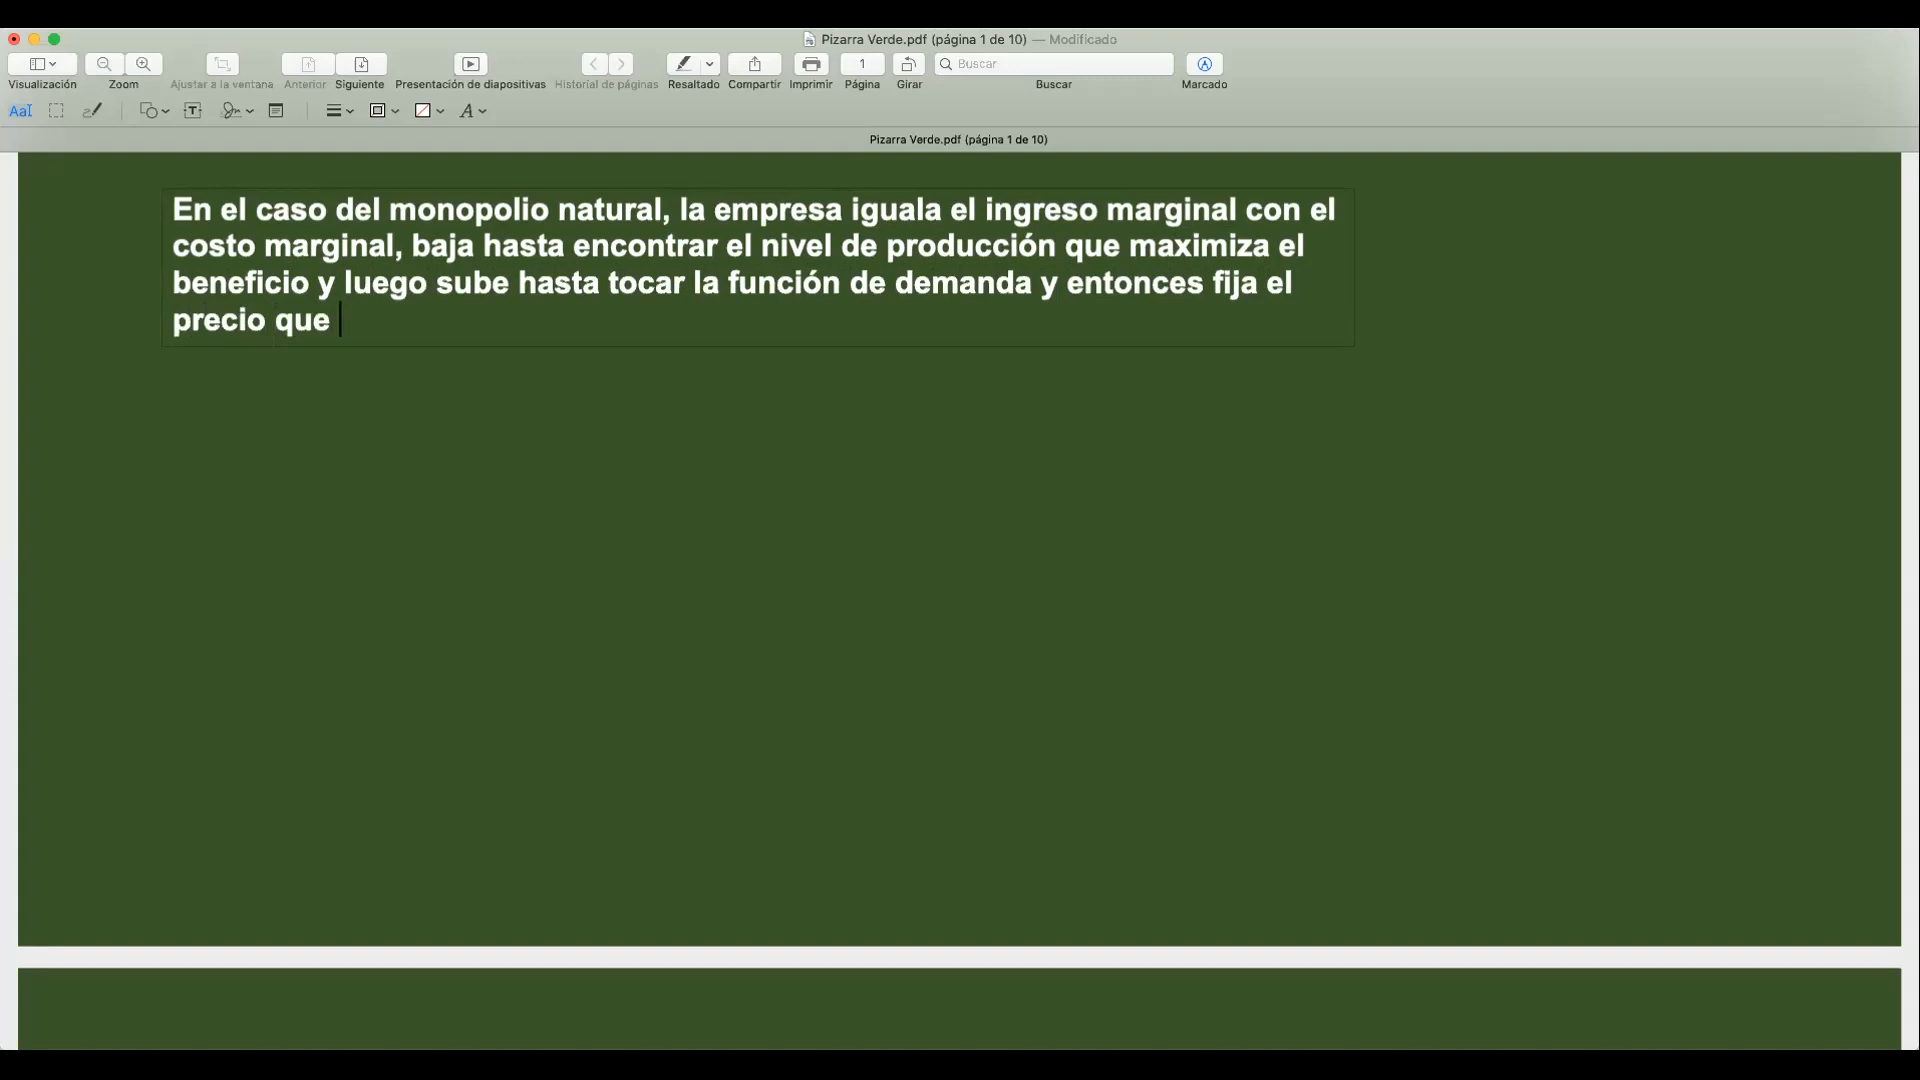 Pizarra Verde.pdf (página 1 de 10) — Modificado
1
Buscar
Visualización Zoom Ajustar a la ventana Anterior Siguiente Presentación de diapositivas Historial de páginas Resaltado Compartir Imprimir Página Girar Buscar Marcado
AaI T A
Pizarra Verde.pdf (página 1 de 10)
En el caso del monopolio natural, la empresa iguala el ingreso marginal con el
costo marginal, baja hasta encontrar el nivel de producción que maximiza el
beneficio y luego sube hasta tocar la función de demanda y entonces fija el
precio que